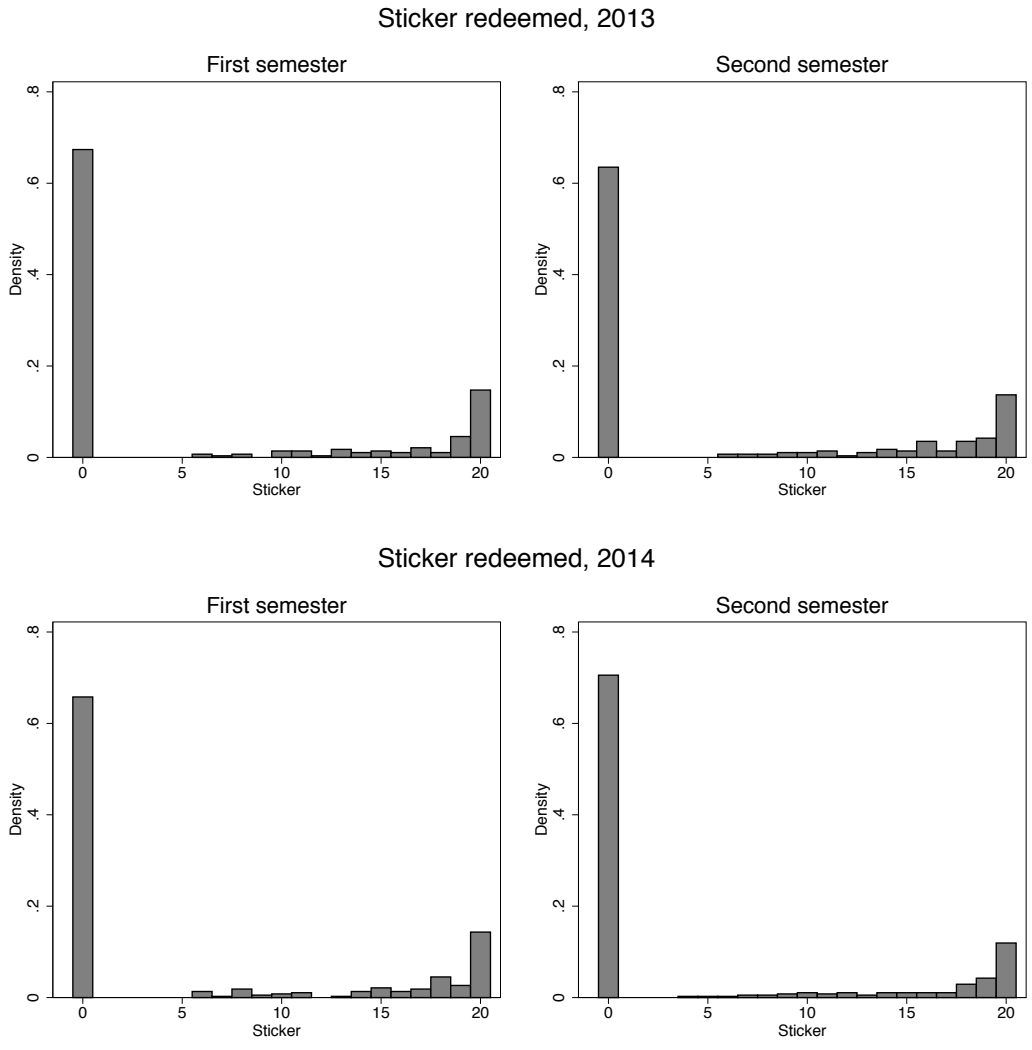 Sticker redeemed, 2013
First semester
Second semester
.8
.6
.4
.2
0
Density
0 5 10 15 20
Sticker
.8
.6
.4
.2
0
Density
0 5 10 15 20
Sticker
Sticker redeemed, 2014
First semester
Second semester
.8
.6
.4
.2
0
Density
0 5 10 15 20
Sticker
.8
.6
.4
.2
0
Density
0 5 10 15 20
Sticker